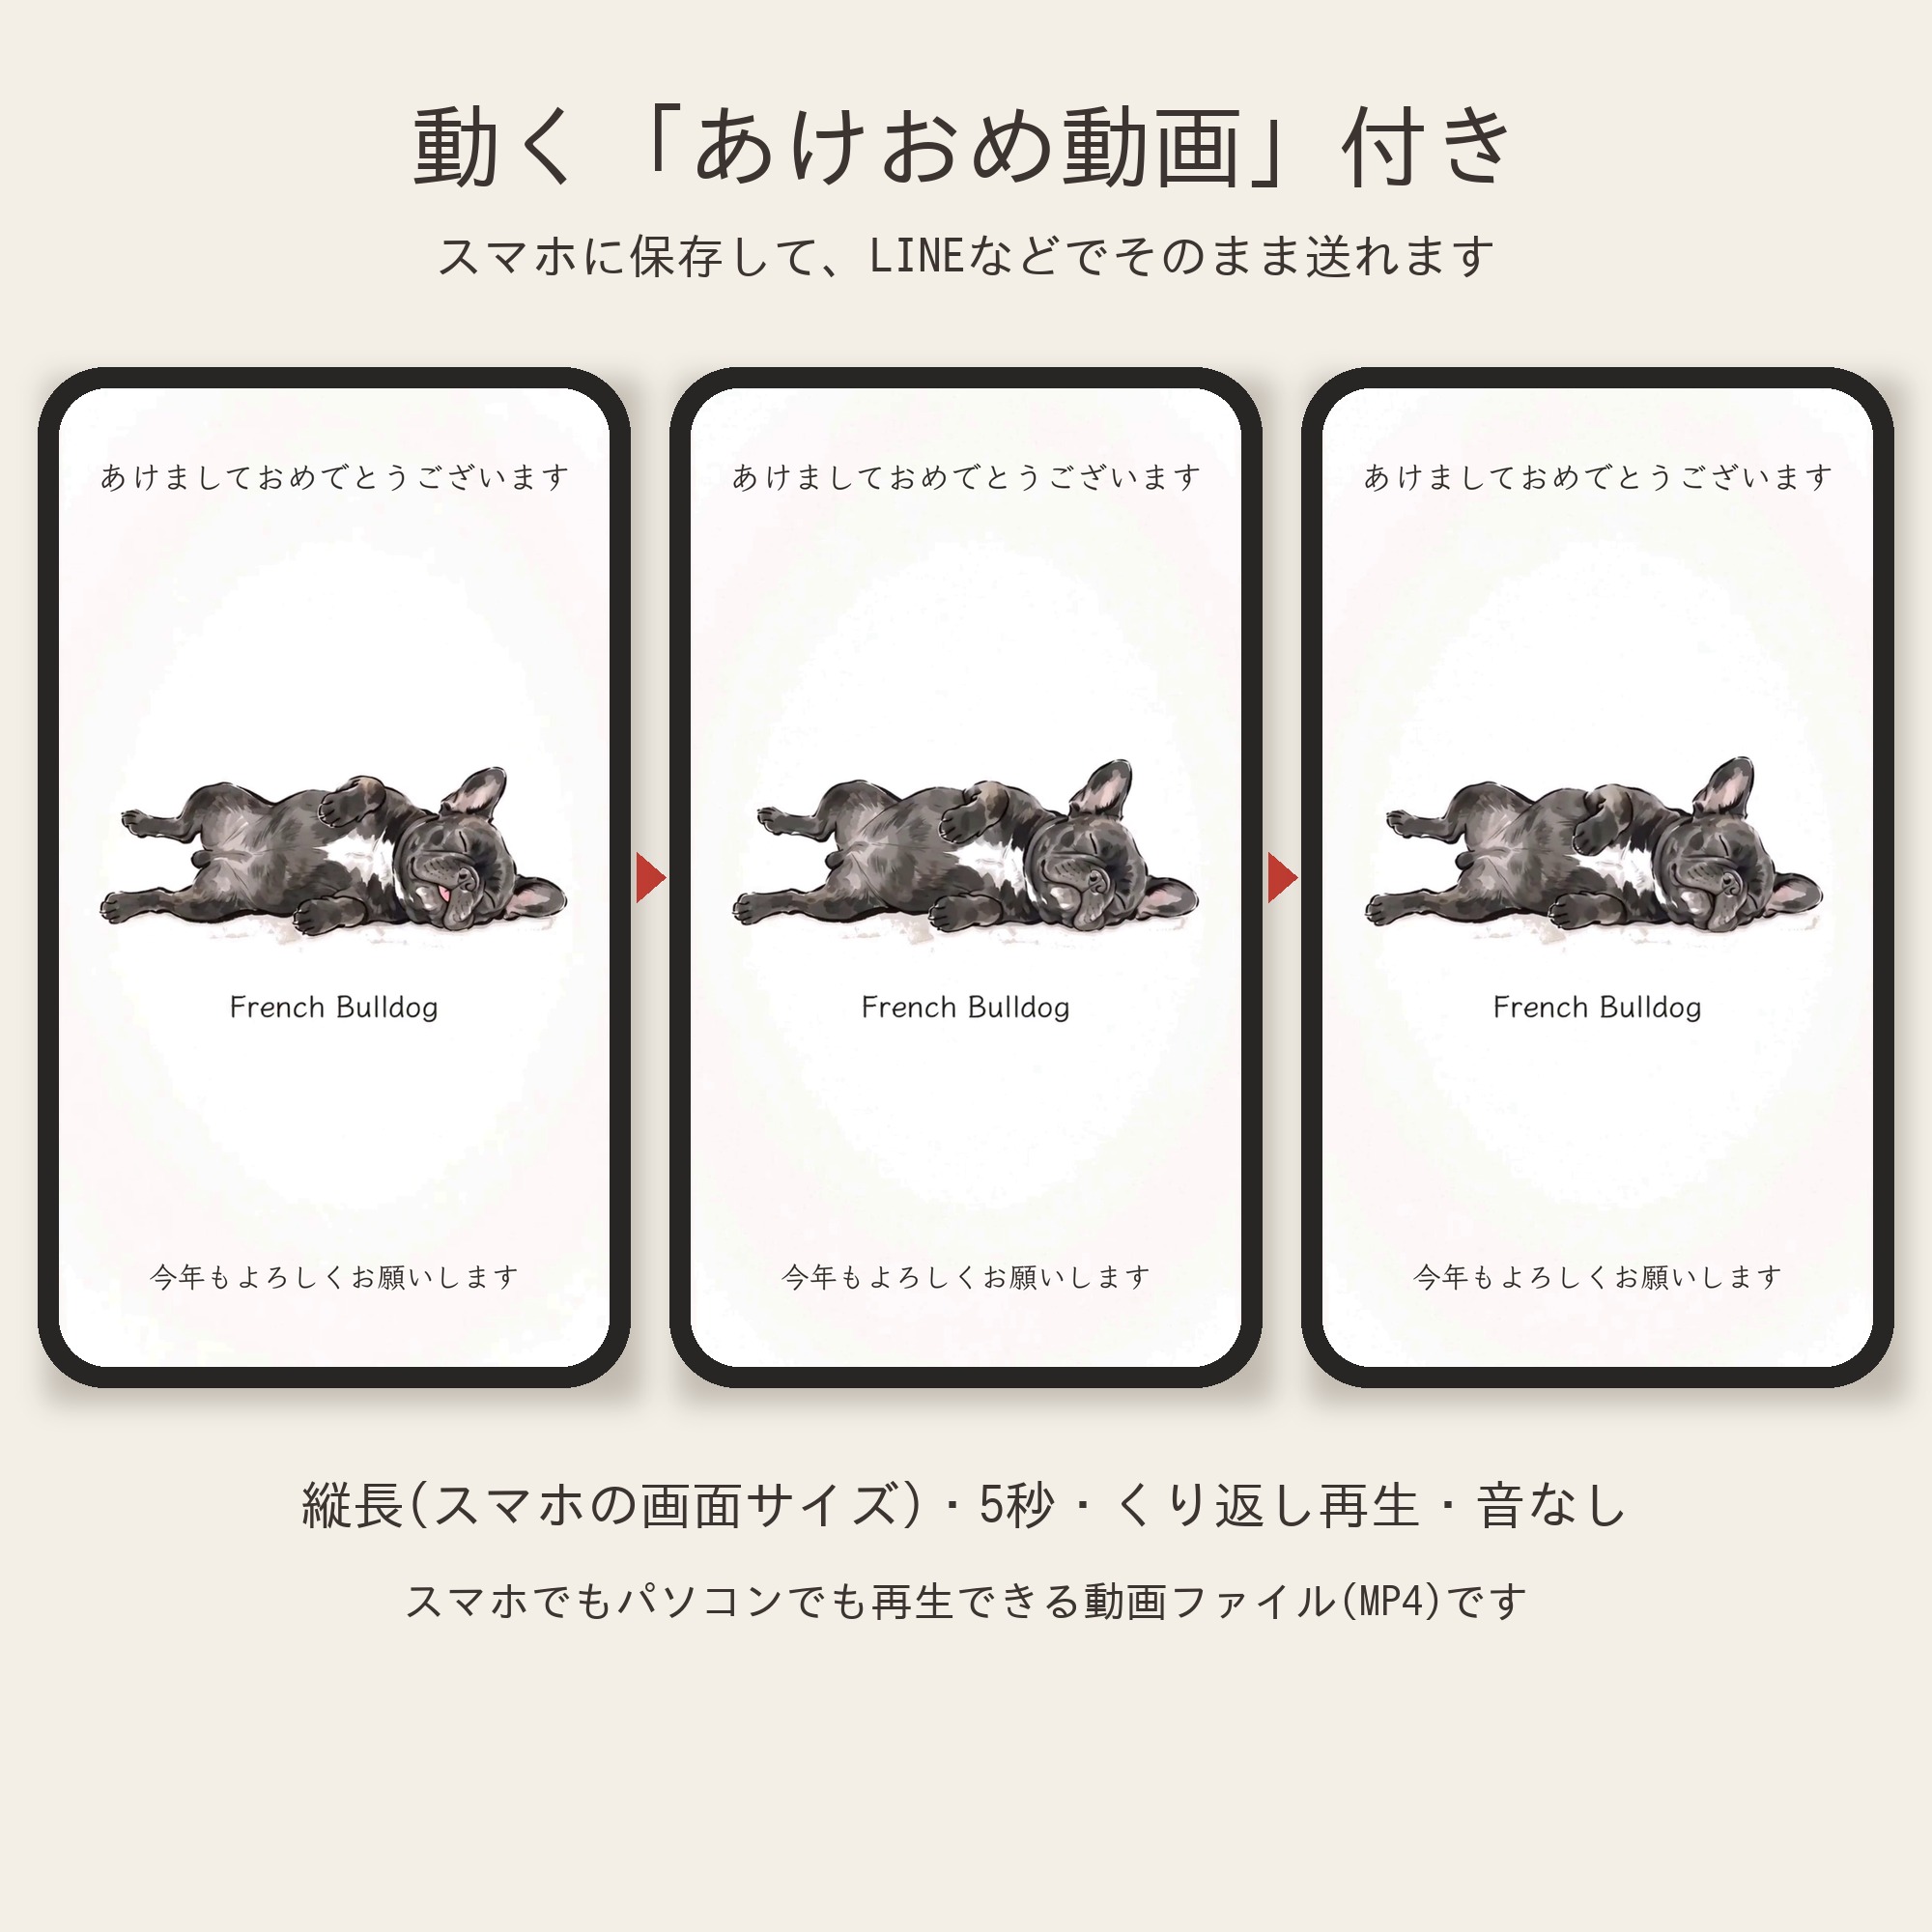 動く「あけおめ動画」付き
スマホに保存して、LINEなどでそのまま送れます
あけましておめでとうございます
French Bulldog
今年もよろしくお願いします
あけましておめでとうございます
French Bulldog
今年もよろしくお願いします
あけましておめでとうございます
French Bulldog
今年もよろしくお願いします
縦長(スマホの画面サイズ)・5秒・くり返し再生・音なし
スマホでもパソコンでも再生できる動画ファイル(MP4)です